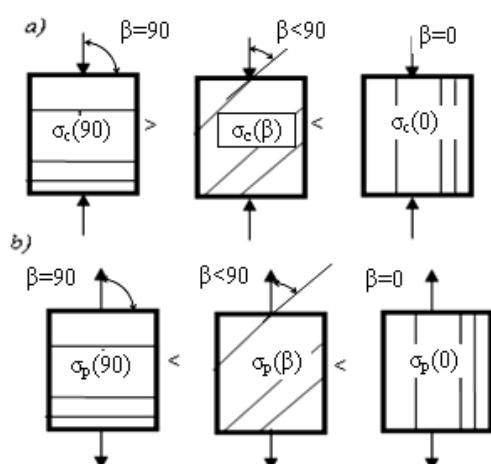 a)
β=90 β<90 β=0
σc(90) > σc(β) < σc(0)
b)
β=90 β<90 β=0
σp(90) < σp(β) < σp(0)